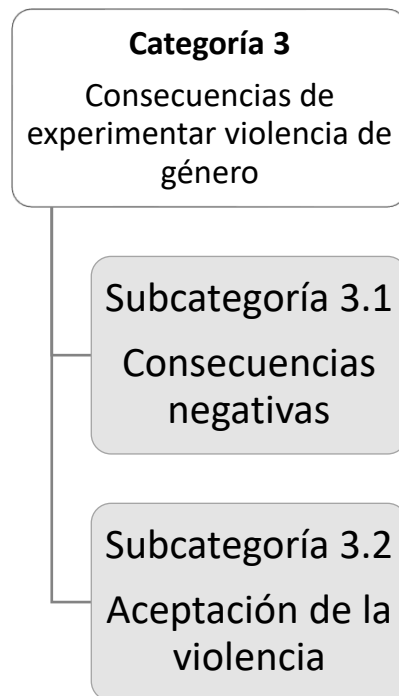 Categoría 3
Consecuencias de
experimentar violencia de
género
Subcategoría 3.1
Consecuencias
negativas
Subcategoría 3.2
Aceptación de la
violencia